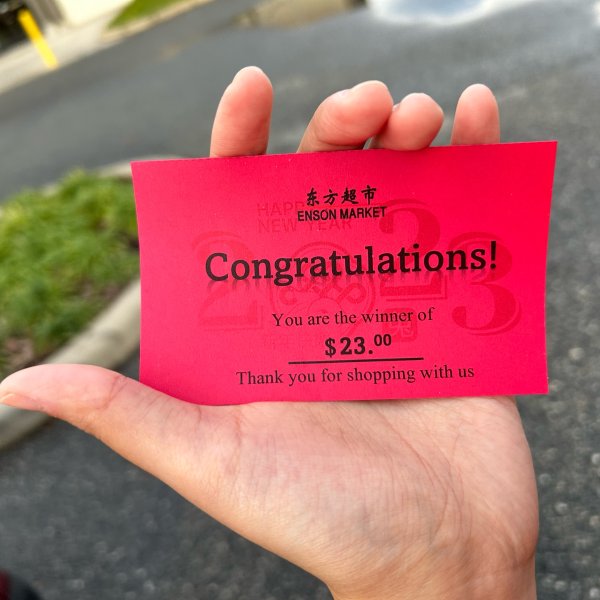 东方超市
ENSON MARKET
HAPPY
NEW YEAR
2023
Congratulations!
You are the winner of
$23.00
Thank you for shopping with us